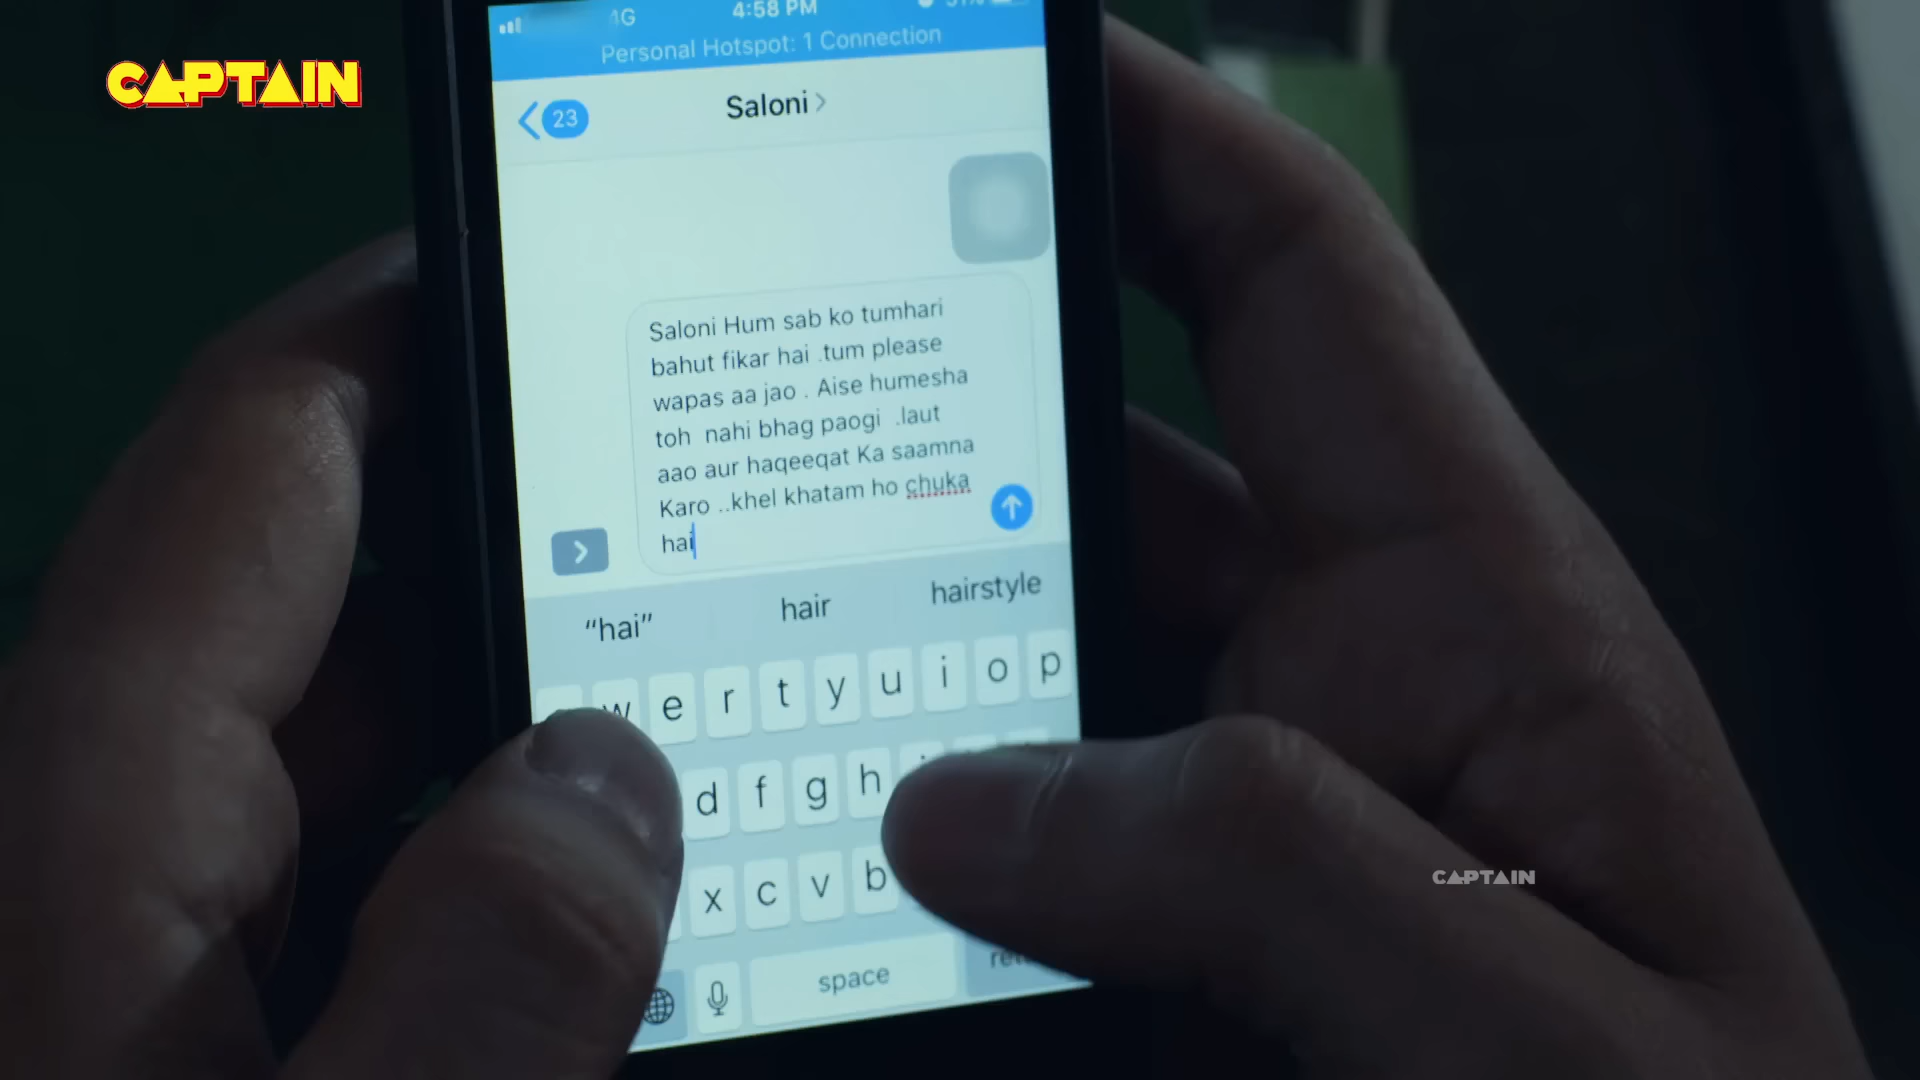 4G 4:58 PM
Personal Hotspot: 1 Connection
CAPTAIN
23 Saloni
Saloni Hum sab ko tumhari
bahut fikar hai .tum please
wapas aa jao . Aise humesha
toh nahi bhag paogi .laut
aao aur haqeeqat Ka saamna
Karo ..khel khatam ho chuka
hai
"hai" hair hairstyle
w e r t y u i o p
d f g h
x c v b
CAPTAIN
space